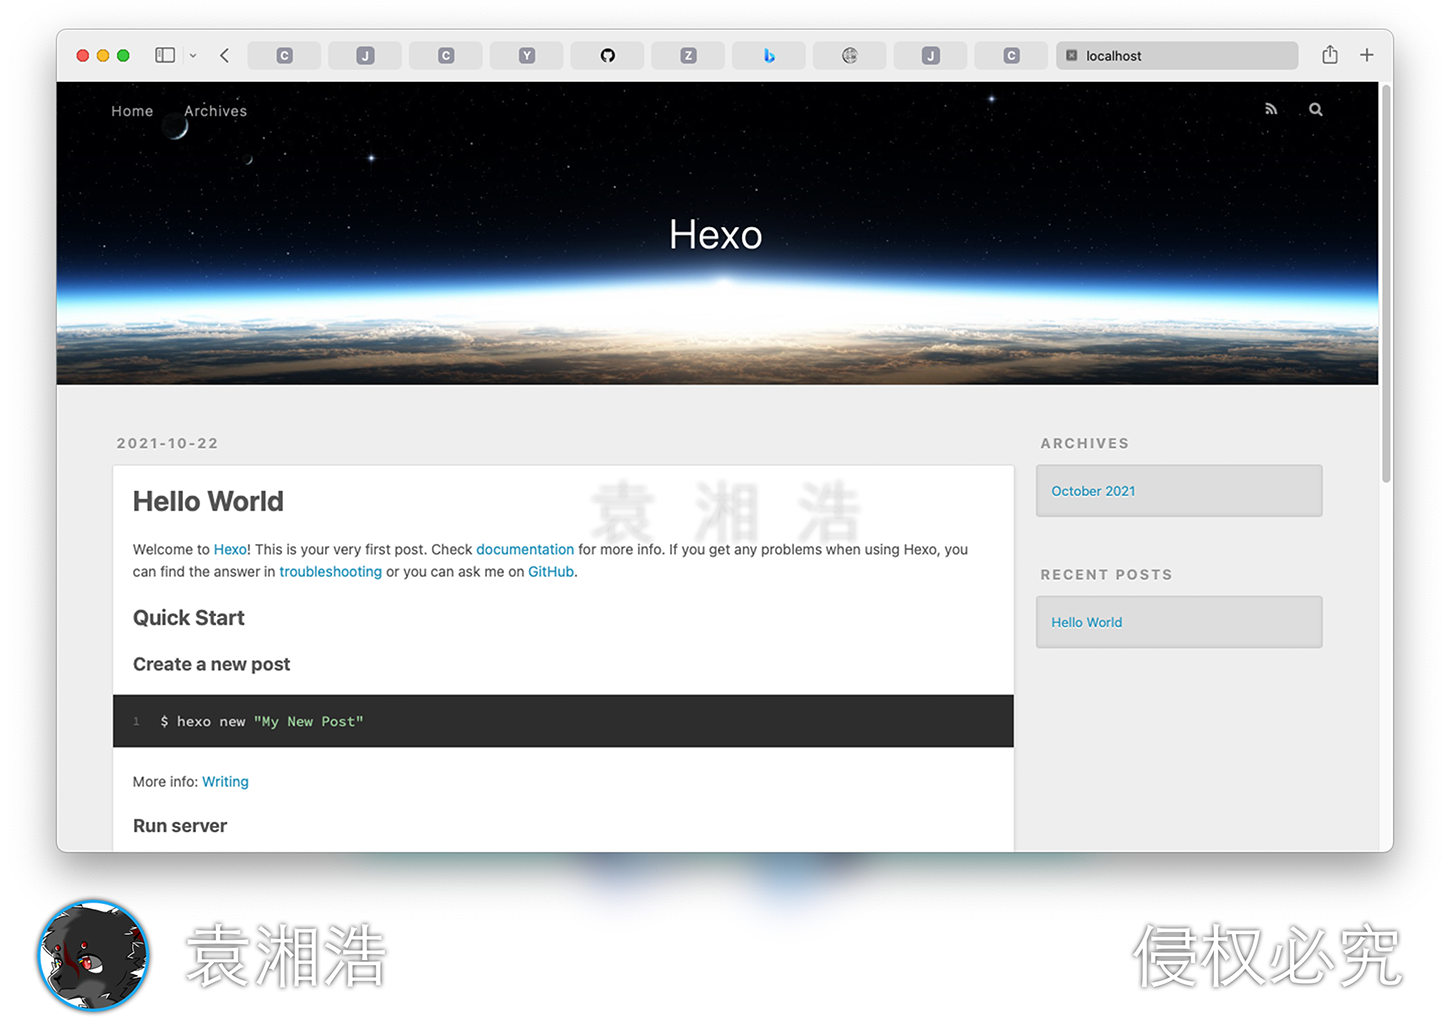 C J C Y Z J C localhost
Home Archives
Hexo
2021-10-22
Hello World
袁湘浩
Welcome to Hexo! This is your very first post. Check documentation for more info. If you get any problems when using Hexo, you
can find the answer in troubleshooting or you can ask me on GitHub.
Quick Start
Create a new post
1 $ hexo new "My New Post"
More info: Writing
Run server
ARCHIVES
October 2021
RECENT POSTS
Hello World
袁湘浩
侵权必究